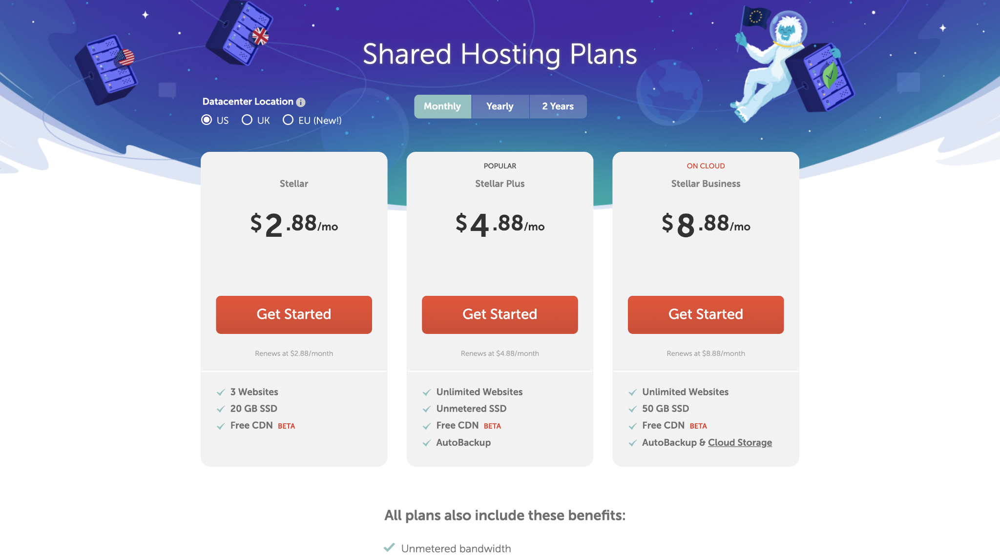 Shared Hosting Plans
Datacenter Location
US UK EU (New!)
Monthly Yearly 2 Years
Stellar
$2.88/mo
Get Started
Renews at $2.88/month
3 Websites
20 GB SSD
Free CDN BETA
POPULAR
Stellar Plus
$4.88/mo
Get Started
Renews at $4.88/month
Unlimited Websites
Unmetered SSD
Free CDN BETA
AutoBackup
ON CLOUD
Stellar Business
$8.88/mo
Get Started
Renews at $8.88/month
Unlimited Websites
50 GB SSD
Free CDN BETA
AutoBackup & Cloud Storage
All plans also include these benefits:
Unmetered bandwidth